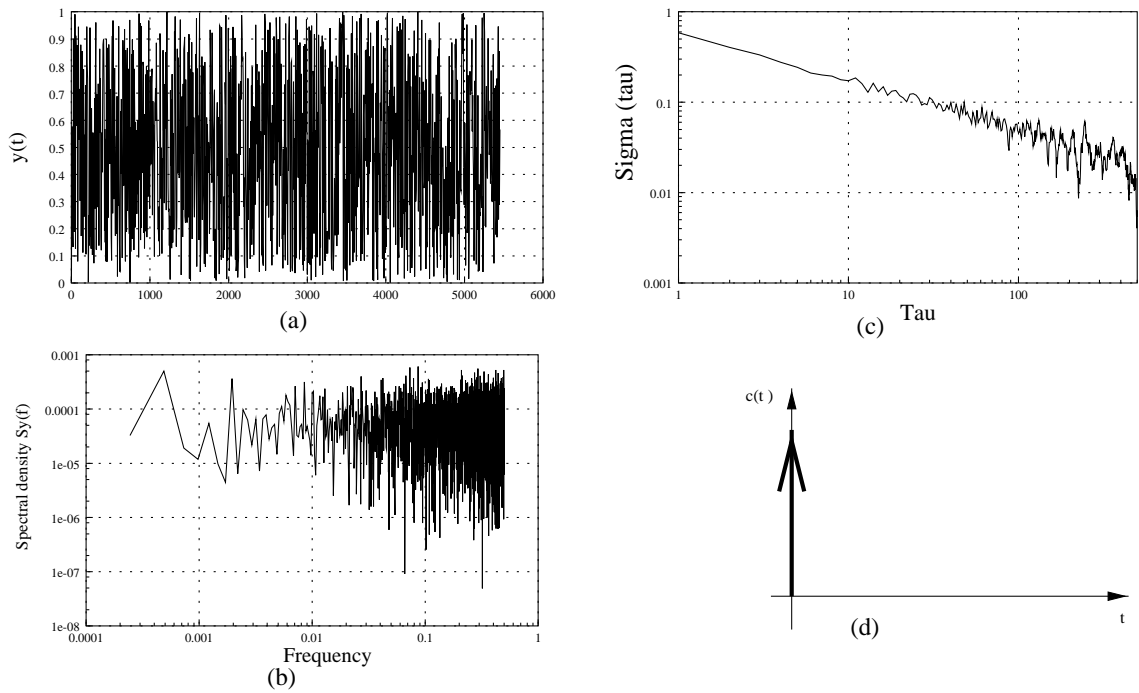 1
0.9
0.8
0.7
0.6
0.5
0.4
0.3
0.2
0.1
0
y(t)
0 1000 2000 3000 4000 5000 6000
(a)
1
0.1
0.01
0.001
Sigma (tau)
1 10 100
Tau
(c)
0.001
0.0001
1e-05
1e-06
1e-07
1e-08
Spectral density Sy(f)
0.0001 0.001 0.01 0.1 1
Frequency
(b)
c(t )
t
(d)